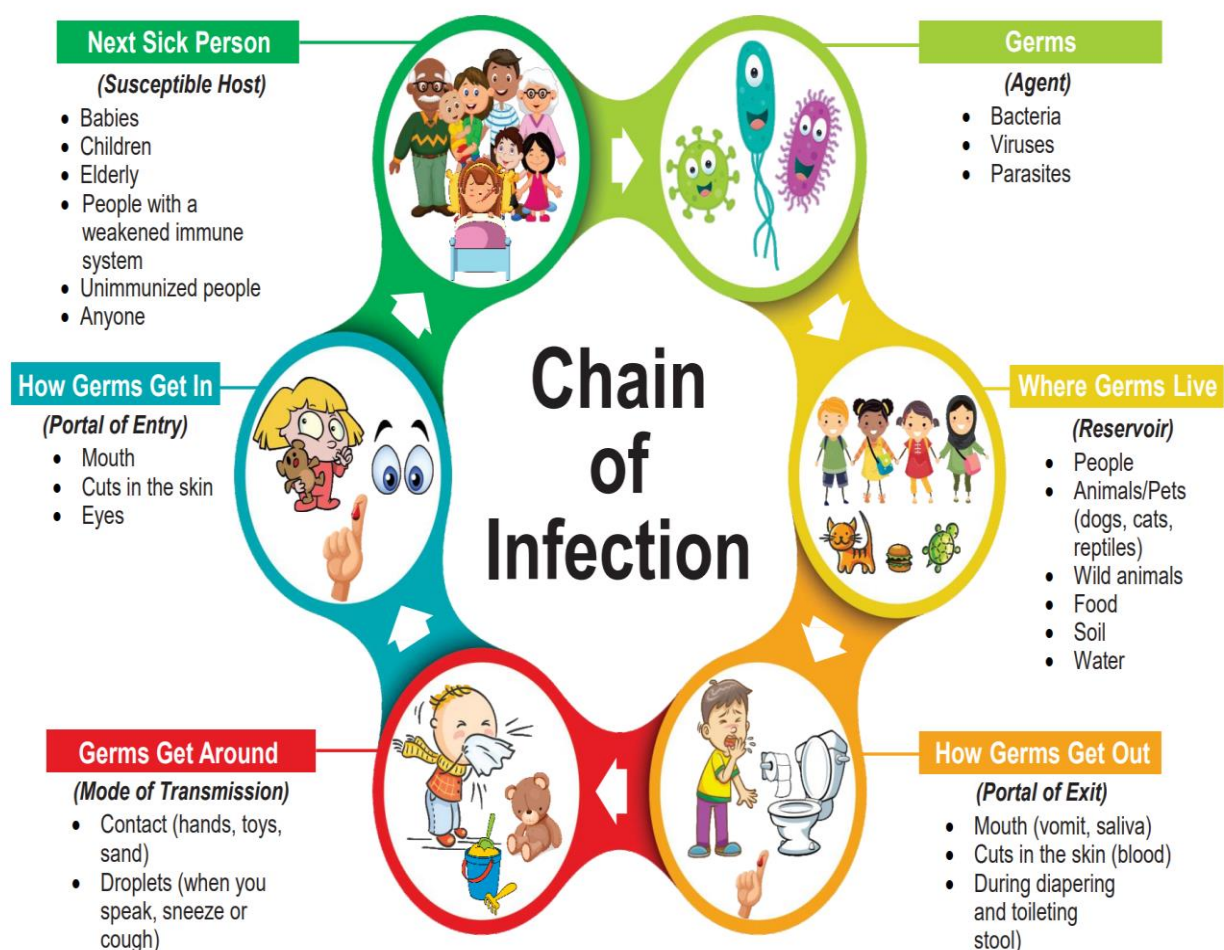 Next Sick Person
(Susceptible Host)
• Babies
• Children
• Elderly
• People with a
weakened immune
system
• Unimmunized people
• Anyone
Germs
(Agent)
• Bacteria
• Viruses
• Parasites
Chain
of
Infection
How Germs Get In
(Portal of Entry)
• Mouth
• Cuts in the skin
• Eyes
Where Germs Live
(Reservoir)
• People
• Animals/Pets
(dogs, cats,
reptiles)
• Wild animals
• Food
• Soil
• Water
Germs Get Around
(Mode of Transmission)
• Contact (hands, toys,
sand)
• Droplets (when you
speak, sneeze or
cough)
How Germs Get Out
(Portal of Exit)
• Mouth (vomit, saliva)
• Cuts in the skin (blood)
• During diapering
and toileting
stool)